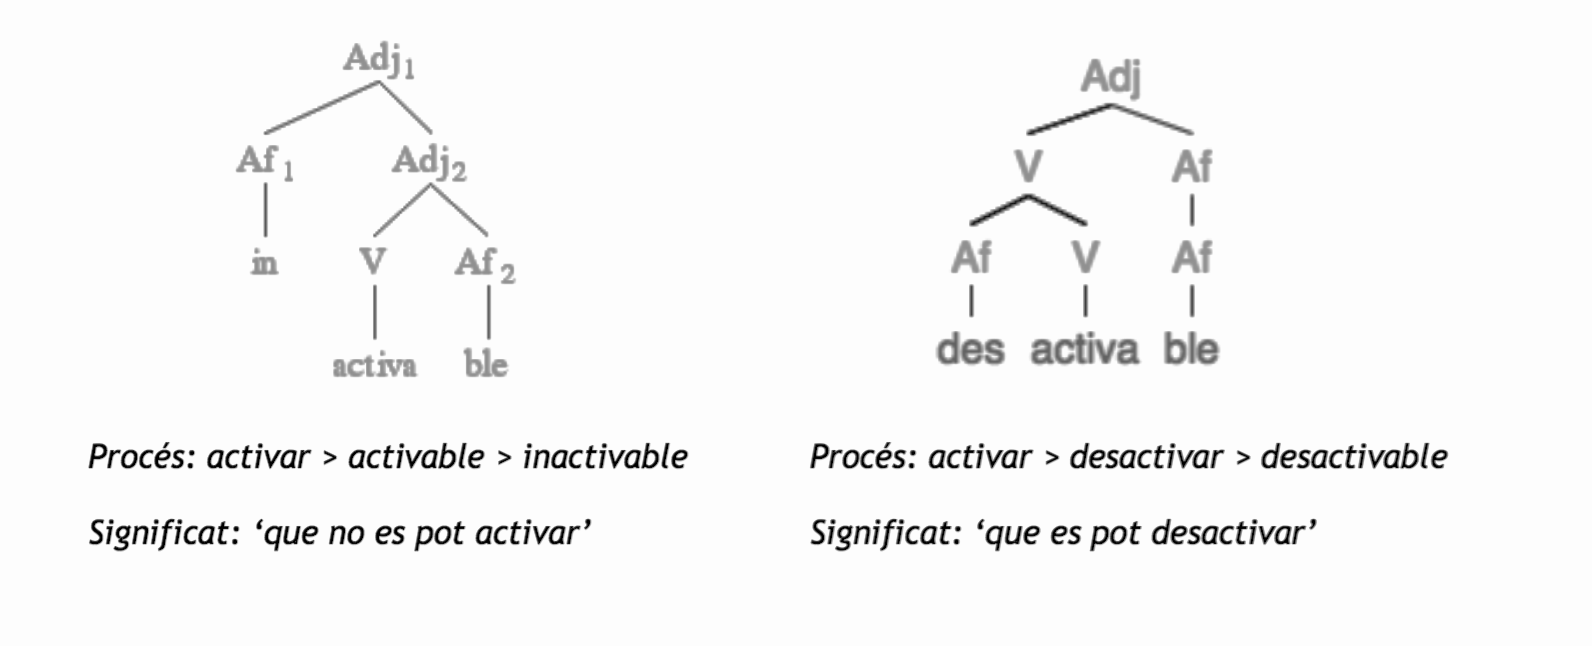 Adj1
Af1 Adj2
in V Af2
activa ble
Procés: activar > activable > inactivable
Significat: ‘que no es pot activar’
Adj
V Af
Af V Af
des activa ble
Procés: activar > desactivar > desactivable
Significat: ‘que es pot desactivar’